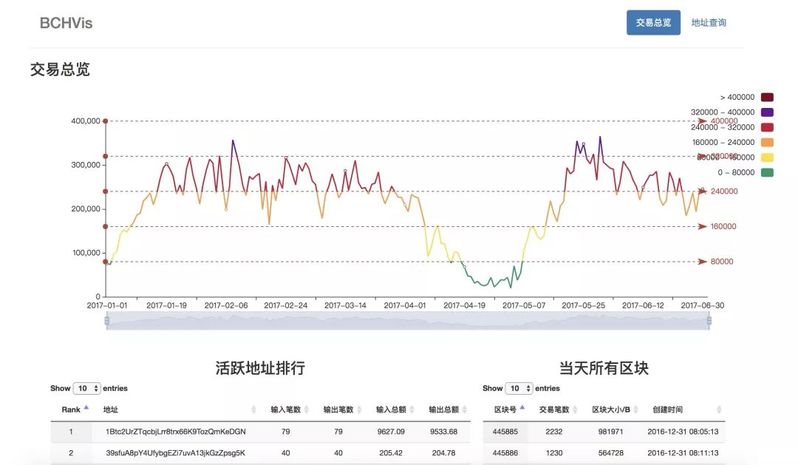 BCHVis
交易总览 地址查询
交易总览
> 400000
320000 - 400000
240000 - 320000
160000 - 240000
80000 - 160000
0 - 80000
400,000
300,000
200,000
100,000
0
400000
320000
240000
160000
80000
2017-01-01 2017-01-19 2017-02-06 2017-02-24 2017-03-14 2017-04-01 2017-04-19 2017-05-07 2017-05-25 2017-06-12 2017-06-30
活跃地址排行
Show 10 entries
Rank 地址 输入笔数 输出笔数 输入总额 输出总额
1 1Btc2UrZTqcbjLrr8trx66K9TozQmKeDGN 79 79 9627.09 9533.68
2 39sfuA8pY4UfybgEZi7uvA13jkGzZpsg5K 40 40 205.42 204.78
当天所有区块
Show 10 entries
区块号 交易笔数 区块大小/B 创建时间
445885 2232 981971 2016-12-31 08:05:13
445886 1230 564728 2016-12-31 08:11:13